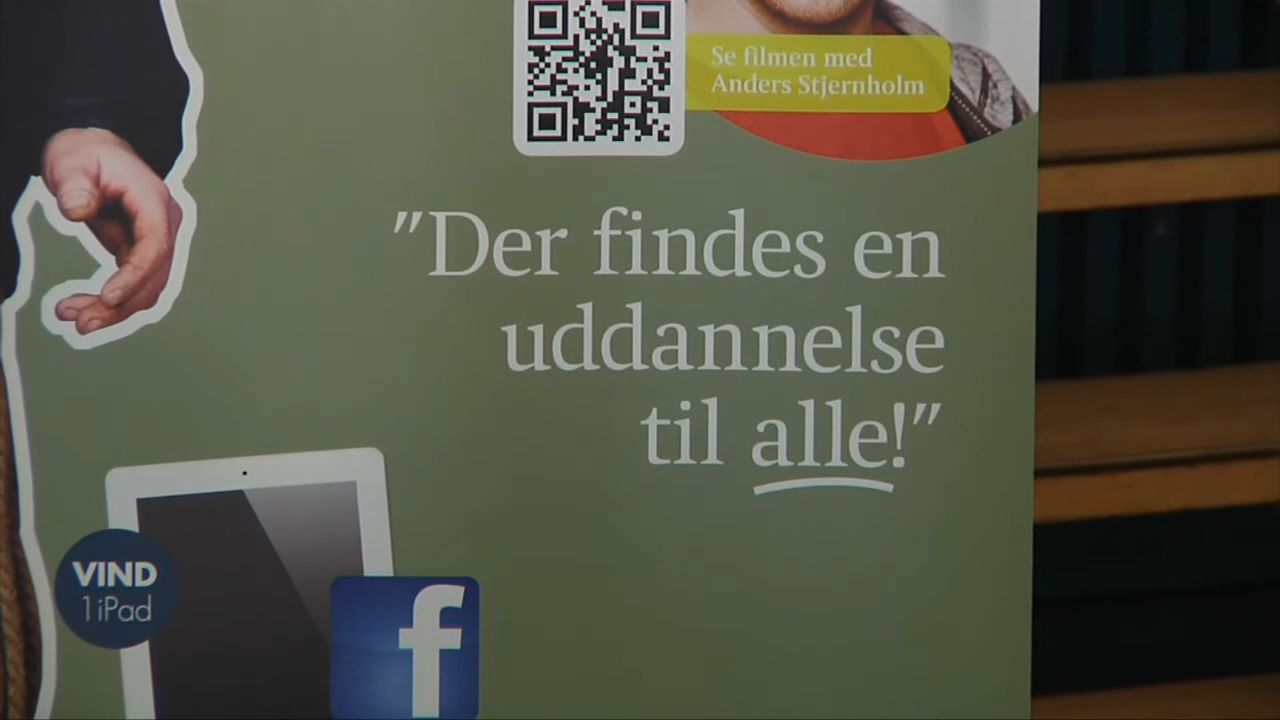 Se filmen med
Anders Stjernholm
"Der findes en
uddannelse
til alle!"
VIND
1 iPad
f